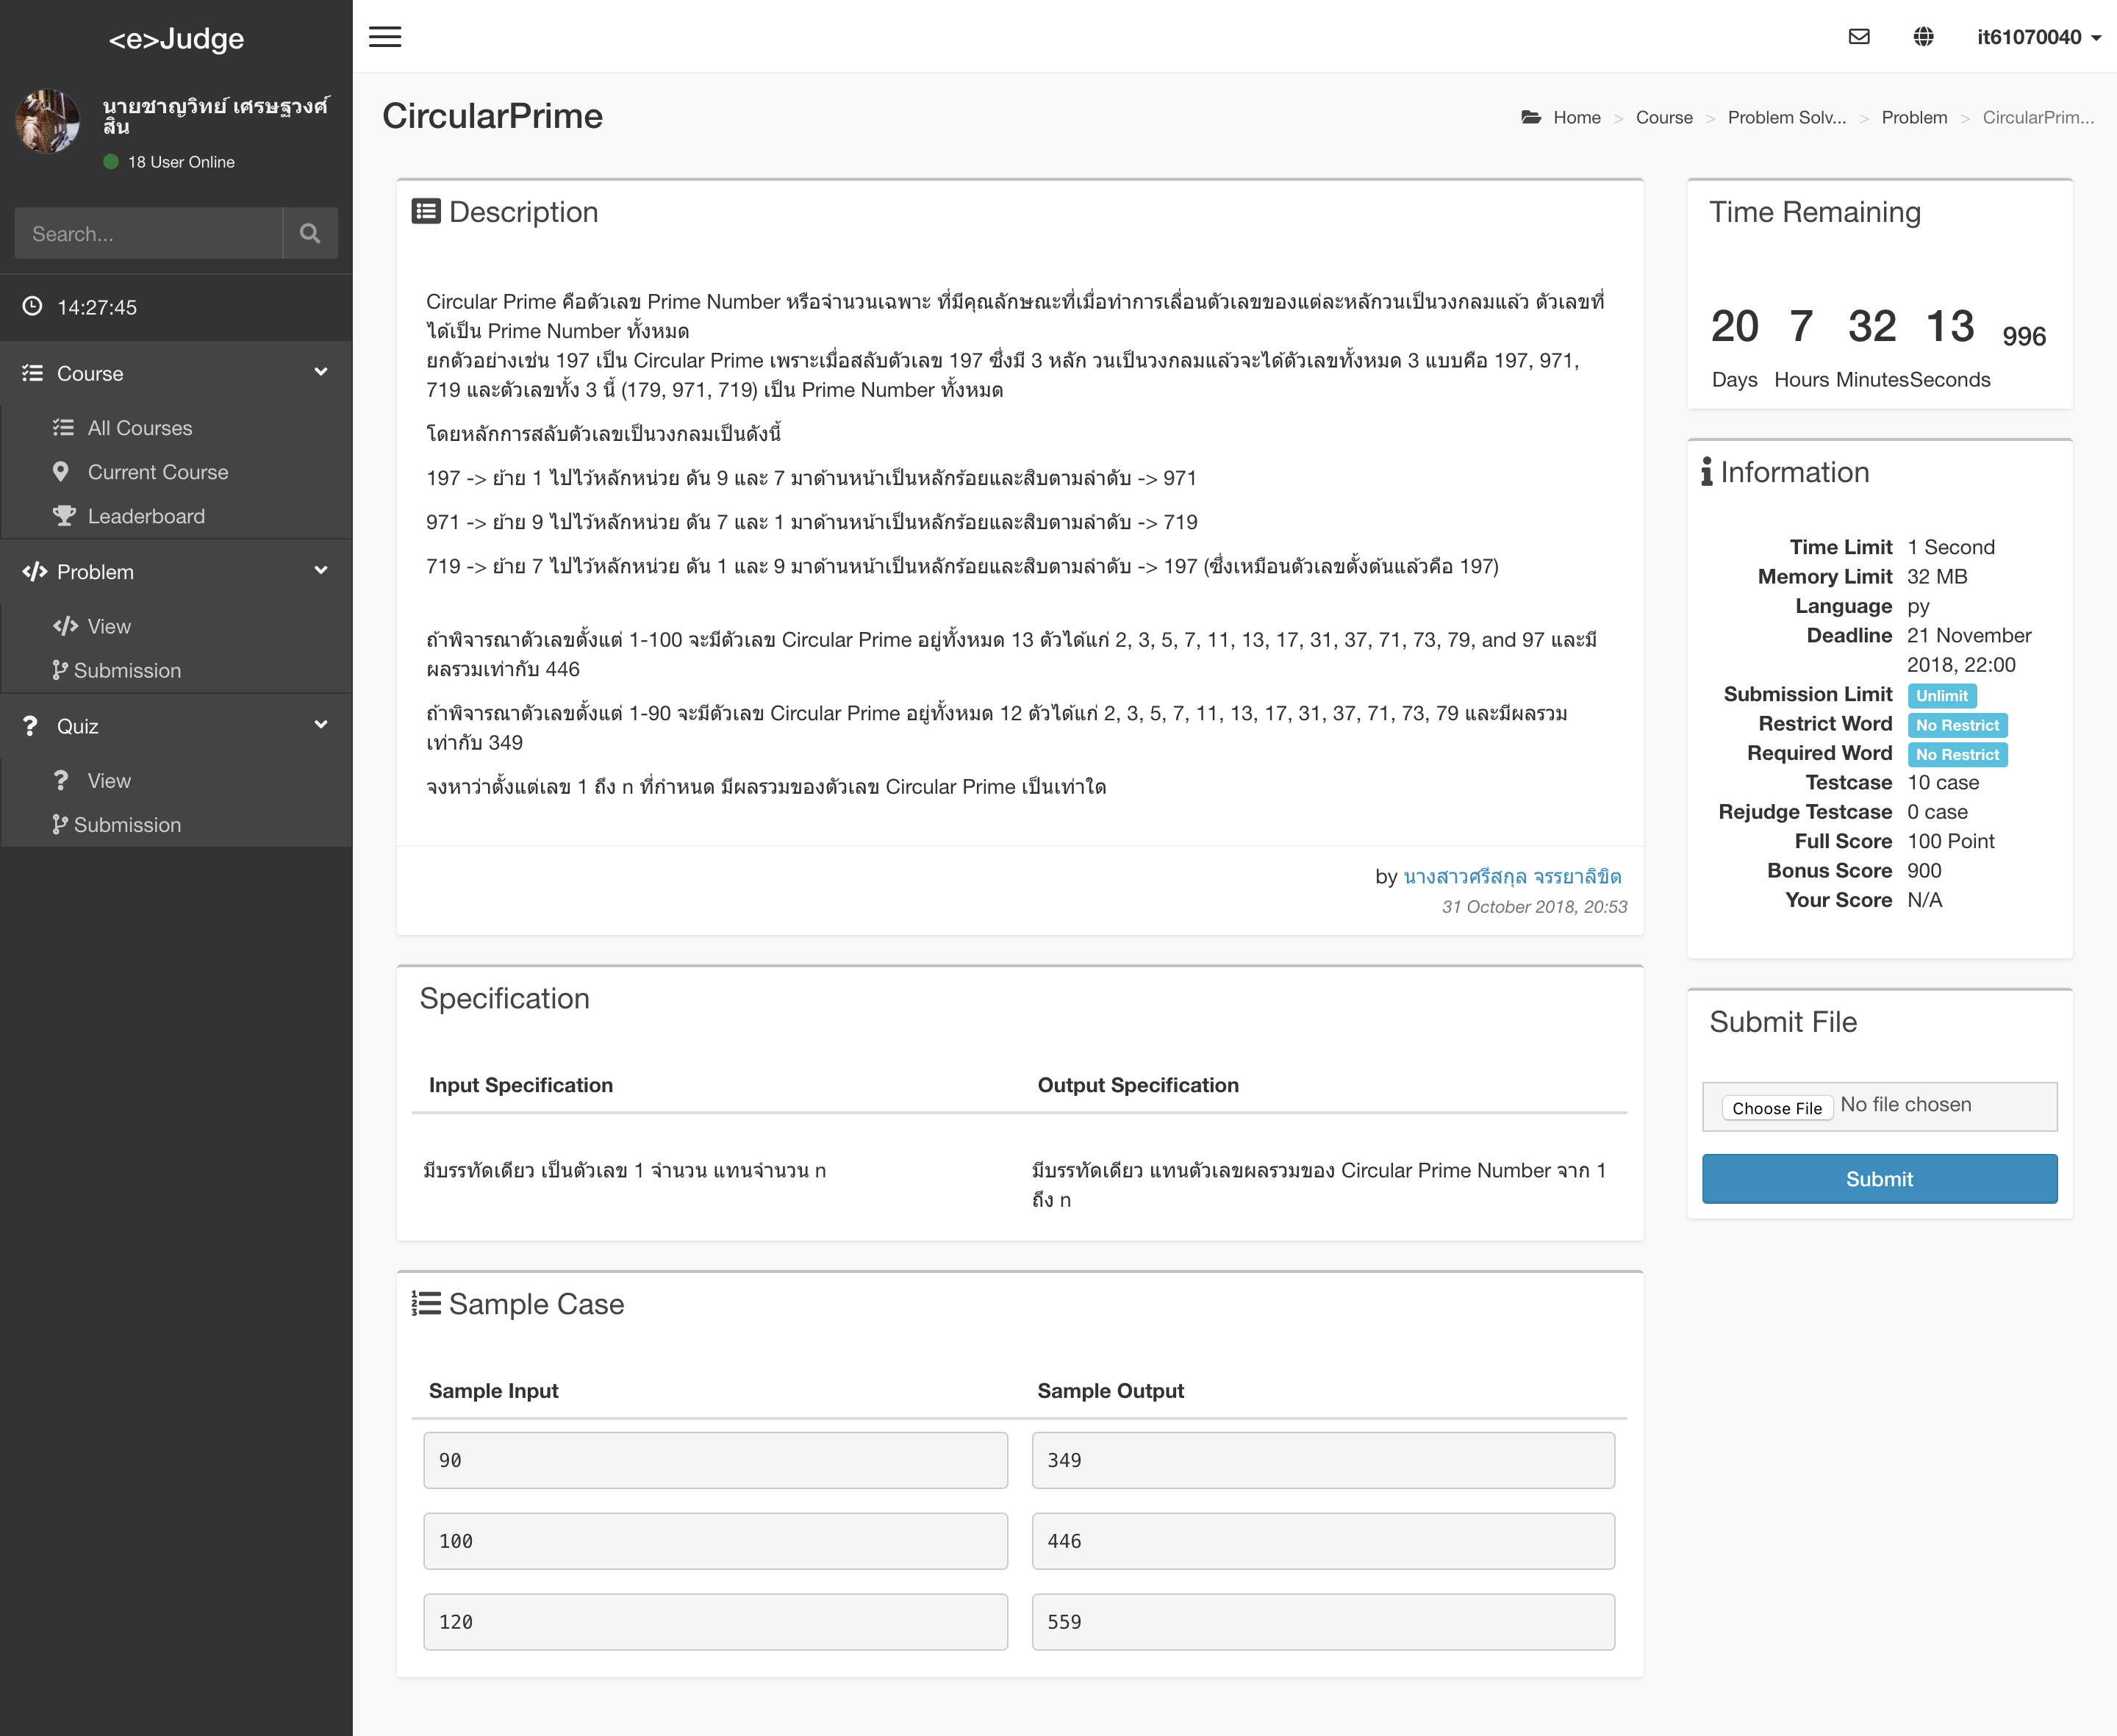 <e>Judge
it61070040
นายชาญวิทย์ เศรษฐวงศ์
สิน
18 User Online
Search...
14:27:45
Course
All Courses
Current Course
Leaderboard
Problem
View
Submission
Quiz
View
Submission
CircularPrime
Home > Course > Problem Solv... > Problem > CircularPrim...
Description
Circular Prime คือตัวเลข Prime Number หรือจำนวนเฉพาะ ที่มีคุณลักษณะที่เมื่อทำการเลื่อนตัวเลขของแต่ละหลักวนเป็นวงกลมแล้ว ตัวเลขที่
ได้เป็น Prime Number ทั้งหมด
ยกตัวอย่างเช่น 197 เป็น Circular Prime เพราะเมื่อสลับตัวเลข 197 ซึ่งมี 3 หลัก วนเป็นวงกลมแล้วจะได้ตัวเลขทั้งหมด 3 แบบคือ 197, 971,
719 และตัวเลขทั้ง 3 นี้ (179, 971, 719) เป็น Prime Number ทั้งหมด
โดยหลักการสลับตัวเลขเป็นวงกลมเป็นดังนี้
197 -> ย้าย 1 ไปไว้หลักหน่วย ดัน 9 และ 7 มาด้านหน้าเป็นหลักร้อยและสิบตามลำดับ -> 971
971 -> ย้าย 9 ไปไว้หลักหน่วย ดัน 7 และ 1 มาด้านหน้าเป็นหลักร้อยและสิบตามลำดับ -> 719
719 -> ย้าย 7 ไปไว้หลักหน่วย ดัน 1 และ 9 มาด้านหน้าเป็นหลักร้อยและสิบตามลำดับ -> 197 (ซึ่งเหมือนตัวเลขตั้งต้นแล้วคือ 197)
ถ้าพิจารณาตัวเลขตั้งแต่ 1-100 จะมีตัวเลข Circular Prime อยู่ทั้งหมด 13 ตัวได้แก่ 2, 3, 5, 7, 11, 13, 17, 31, 37, 71, 73, 79, and 97 และมี
ผลรวมเท่ากับ 446
ถ้าพิจารณาตัวเลขตั้งแต่ 1-90 จะมีตัวเลข Circular Prime อยู่ทั้งหมด 12 ตัวได้แก่ 2, 3, 5, 7, 11, 13, 17, 31, 37, 71, 73, 79 และมีผลรวม
เท่ากับ 349
จงหาว่าตั้งแต่เลข 1 ถึง n ที่กำหนด มีผลรวมของตัวเลข Circular Prime เป็นเท่าใด
by นางสาวศรีสกุล จรรยาลิขิต
31 October 2018, 20:53
Specification
Input Specification Output Specification
มีบรรทัดเดียว เป็นตัวเลข 1 จำนวน แทนจำนวน n
มีบรรทัดเดียว แทนตัวเลขผลรวมของ Circular Prime Number จาก 1
ถึง n
Sample Case
Sample Input Sample Output
90 349
100 446
120 559
Time Remaining
20 7 32 13 996
Days Hours Minutes Seconds
Information
Time Limit 1 Second
Memory Limit 32 MB
Language py
Deadline 21 November
2018, 22:00
Submission Limit Unlimit
Restrict Word No Restrict
Required Word No Restrict
Testcase 10 case
Rejudge Testcase 0 case
Full Score 100 Point
Bonus Score 900
Your Score N/A
Submit File
Choose File No file chosen
Submit